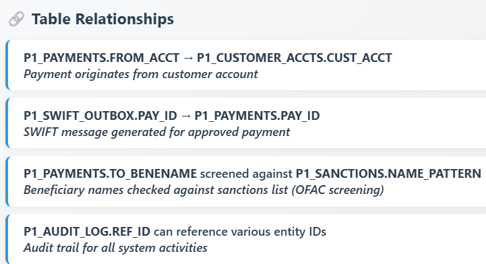 Table Relationships
P1_PAYMENTS.FROM_ACCT → P1_CUSTOMER_ACCTS.CUST_ACCT
Payment originates from customer account
P1_SWIFT_OUTBOX.PAY_ID → P1_PAYMENTS.PAY_ID
SWIFT message generated for approved payment
P1_PAYMENTS.TO_BENENAME screened against P1_SANCTIONS.NAME_PATTERN
Beneficiary names checked against sanctions list (OFAC screening)
P1_AUDIT_LOG.REF_ID can reference various entity IDs
Audit trail for all system activities